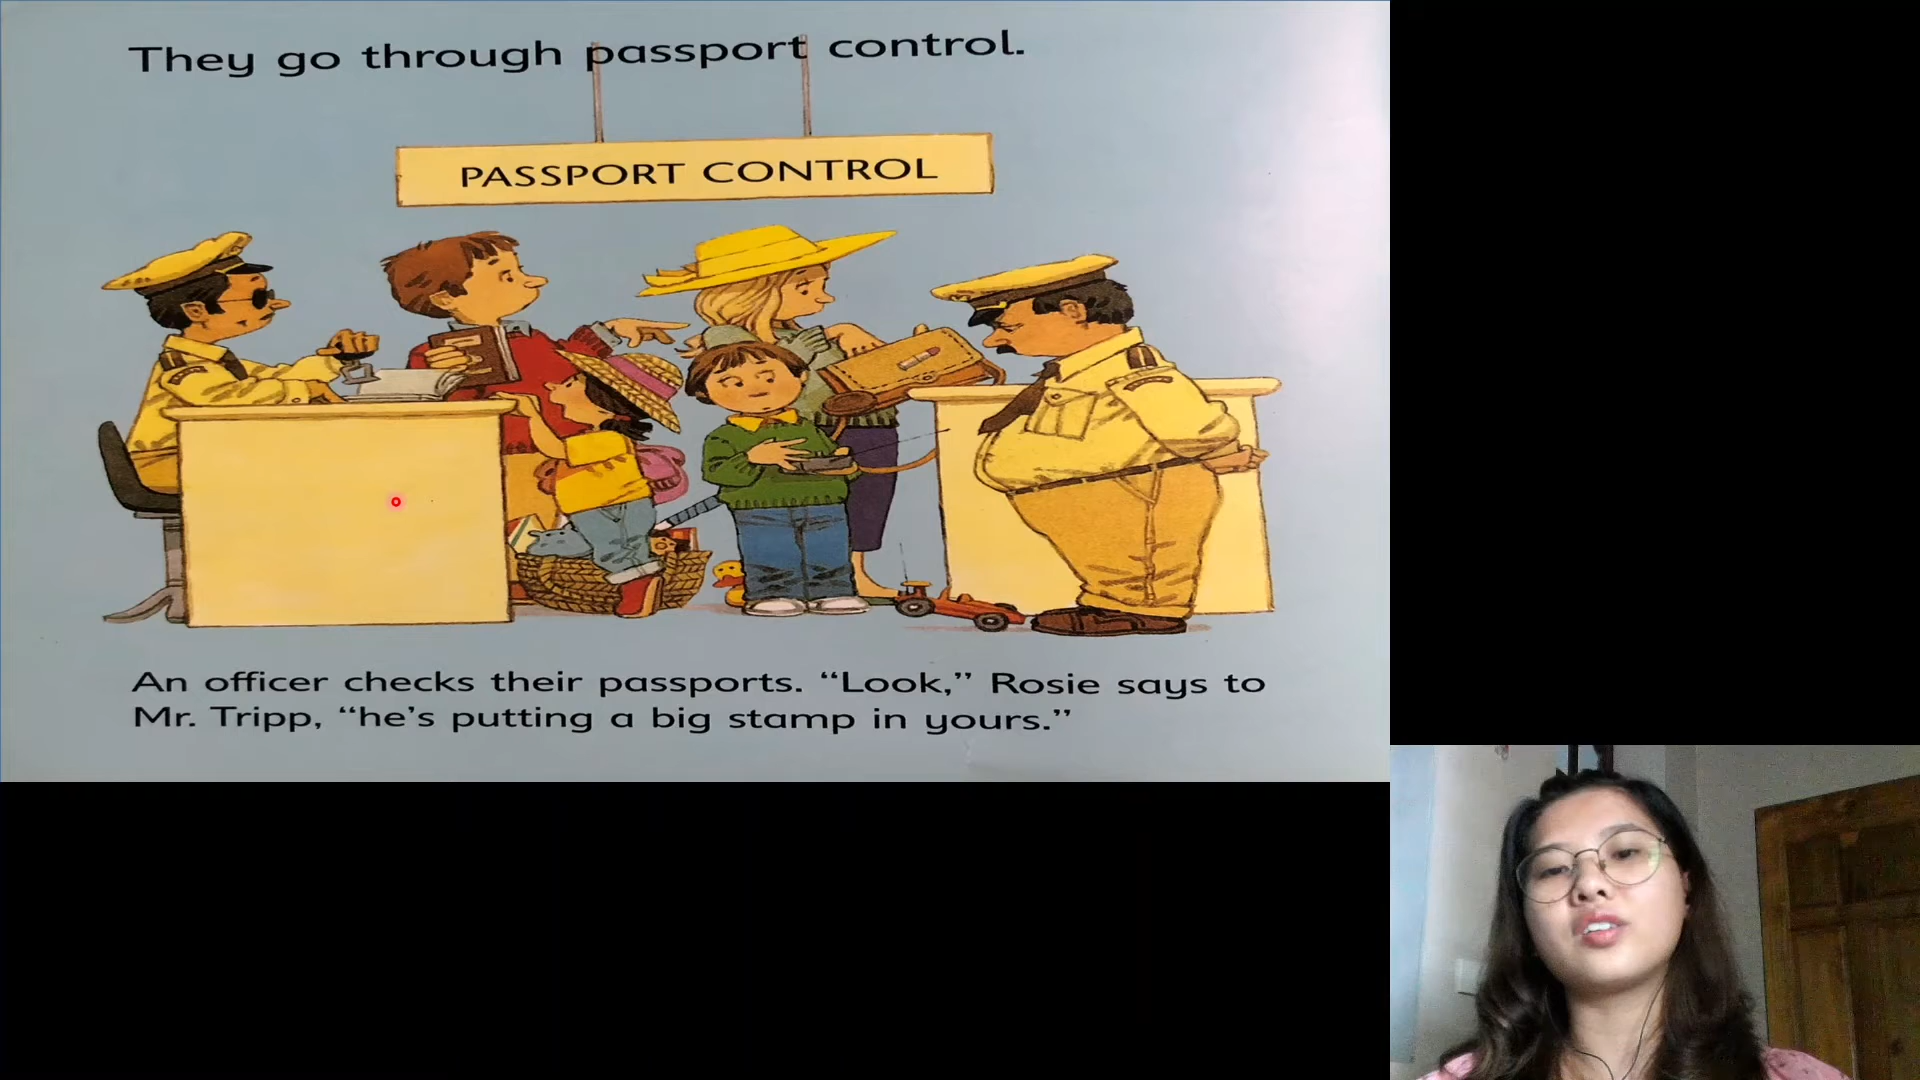 They go through passport control.
PASSPORT CONTROL
An officer checks their passports. “Look,” Rosie says to
Mr. Tripp, “he’s putting a big stamp in yours.”